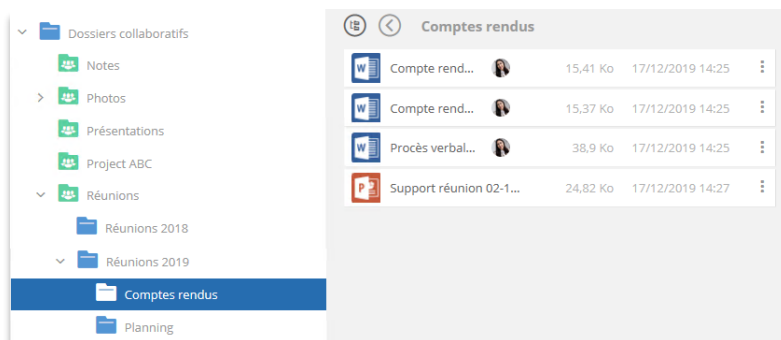 Dossiers collaboratifs
Notes
Photos
Présentations
Project ABC
Réunions
Réunions 2018
Réunions 2019
Comptes rendus
Planning
Comptes rendus
W Compte rend... 15,41 Ko 17/12/2019 14:25
W Compte rend... 15,37 Ko 17/12/2019 14:25
W Procès verbal... 38,9 Ko 17/12/2019 14:25
P Support réunion 02-1... 24,82 Ko 17/12/2019 14:27